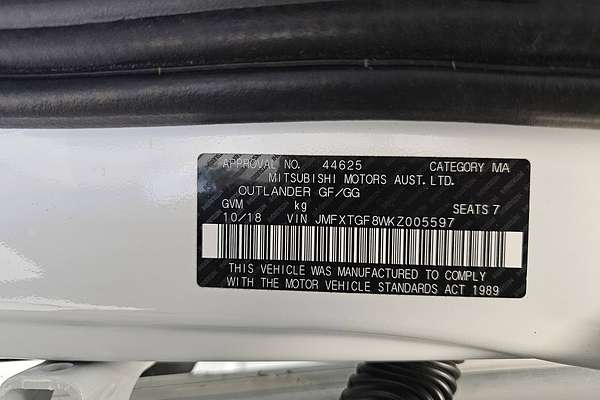 APPROVAL NO. 44625 CATEGORY MA
MITSUBISHI MOTORS AUST. LTD.
OUTLANDER GF/GG
GVM kg SEATS 7
10/18 VIN JMFXTGF8WKZ005597
THIS VEHICLE WAS MANUFACTURED TO COMPLY
WITH THE MOTOR VEHICLE STANDARDS ACT 1989